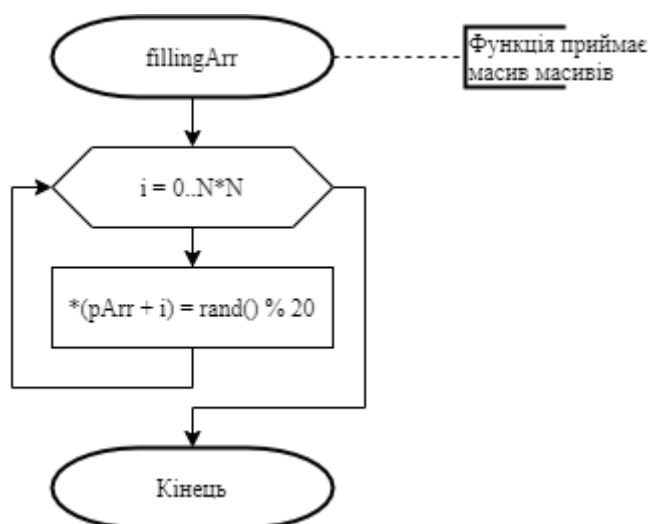 fillingArr
Функція приймає
масив масивів
i = 0..N*N
*(pArr + i) = rand() % 20
Кінець